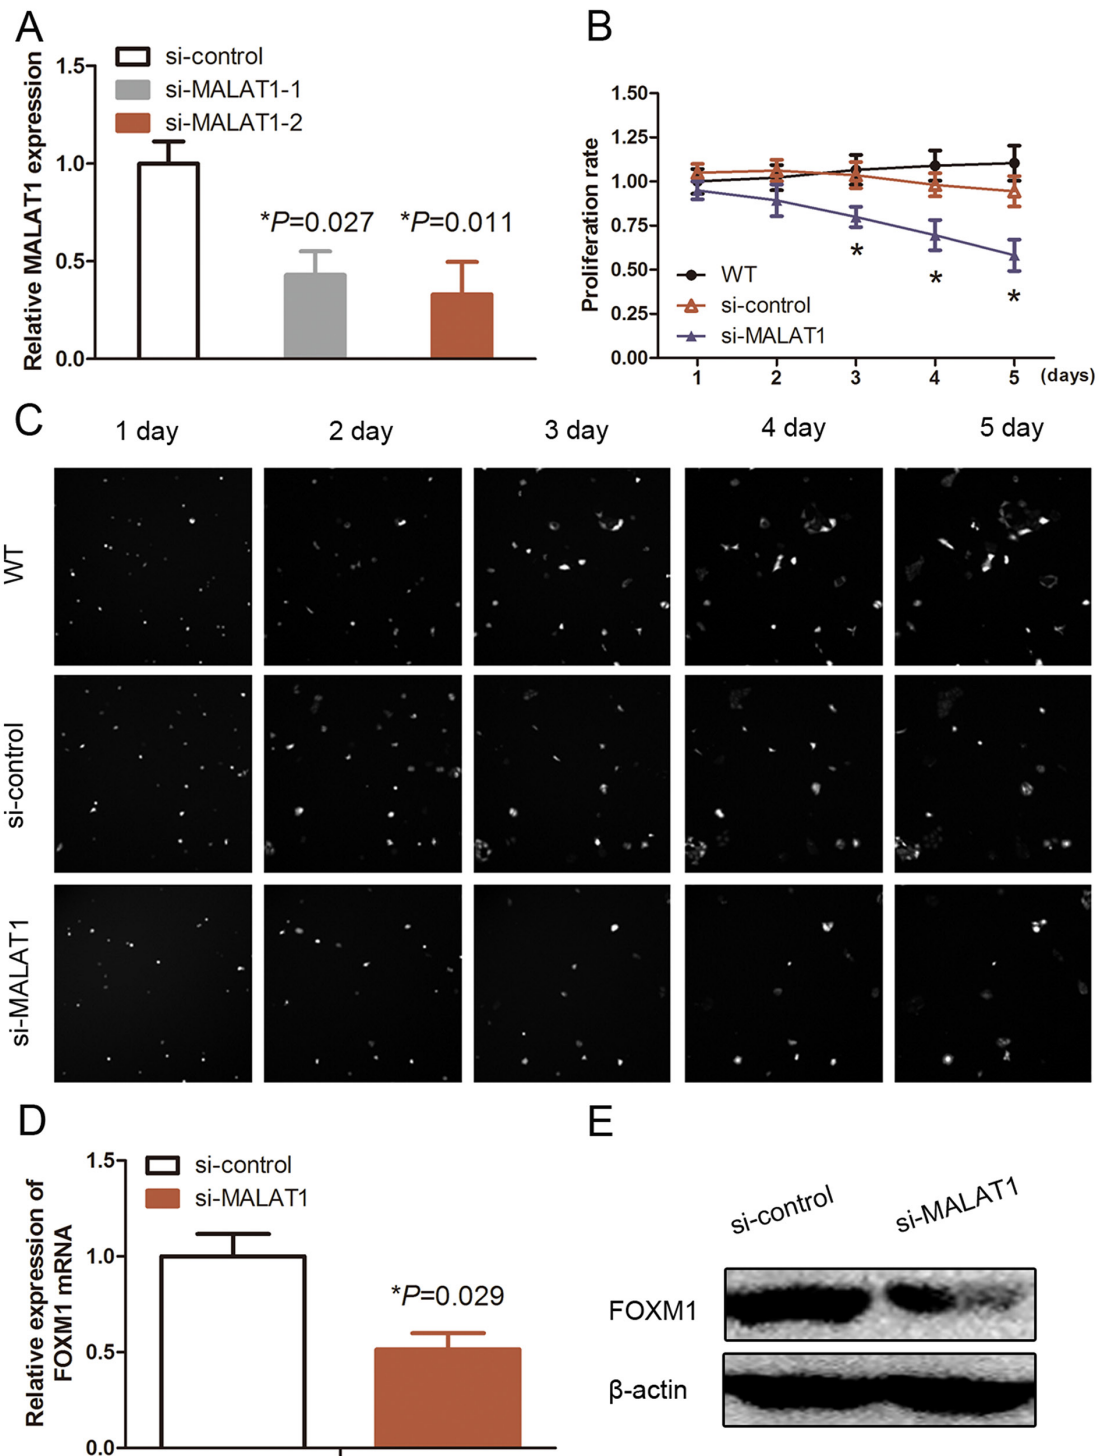 A
Relative MALAT1 expression
1.5
1.0
0.5
0.0
si-control
si-MALAT1-1
si-MALAT1-2
*P=0.027
*P=0.011
B
Proliferation rate
1.50
1.25
1.00
0.75
0.50
0.25
0.00
WT
si-control
si-MALAT1
*
*
*
1 2 3 4 5 (days)
C
1 day 2 day 3 day 4 day 5 day
WT
si-control
si-MALAT1
D
Relative expression of
FOXM1 mRNA
1.5
1.0
0.5
0.0
si-control
si-MALAT1
*P=0.029
E
si-control si-MALAT1
FOXM1
β-actin